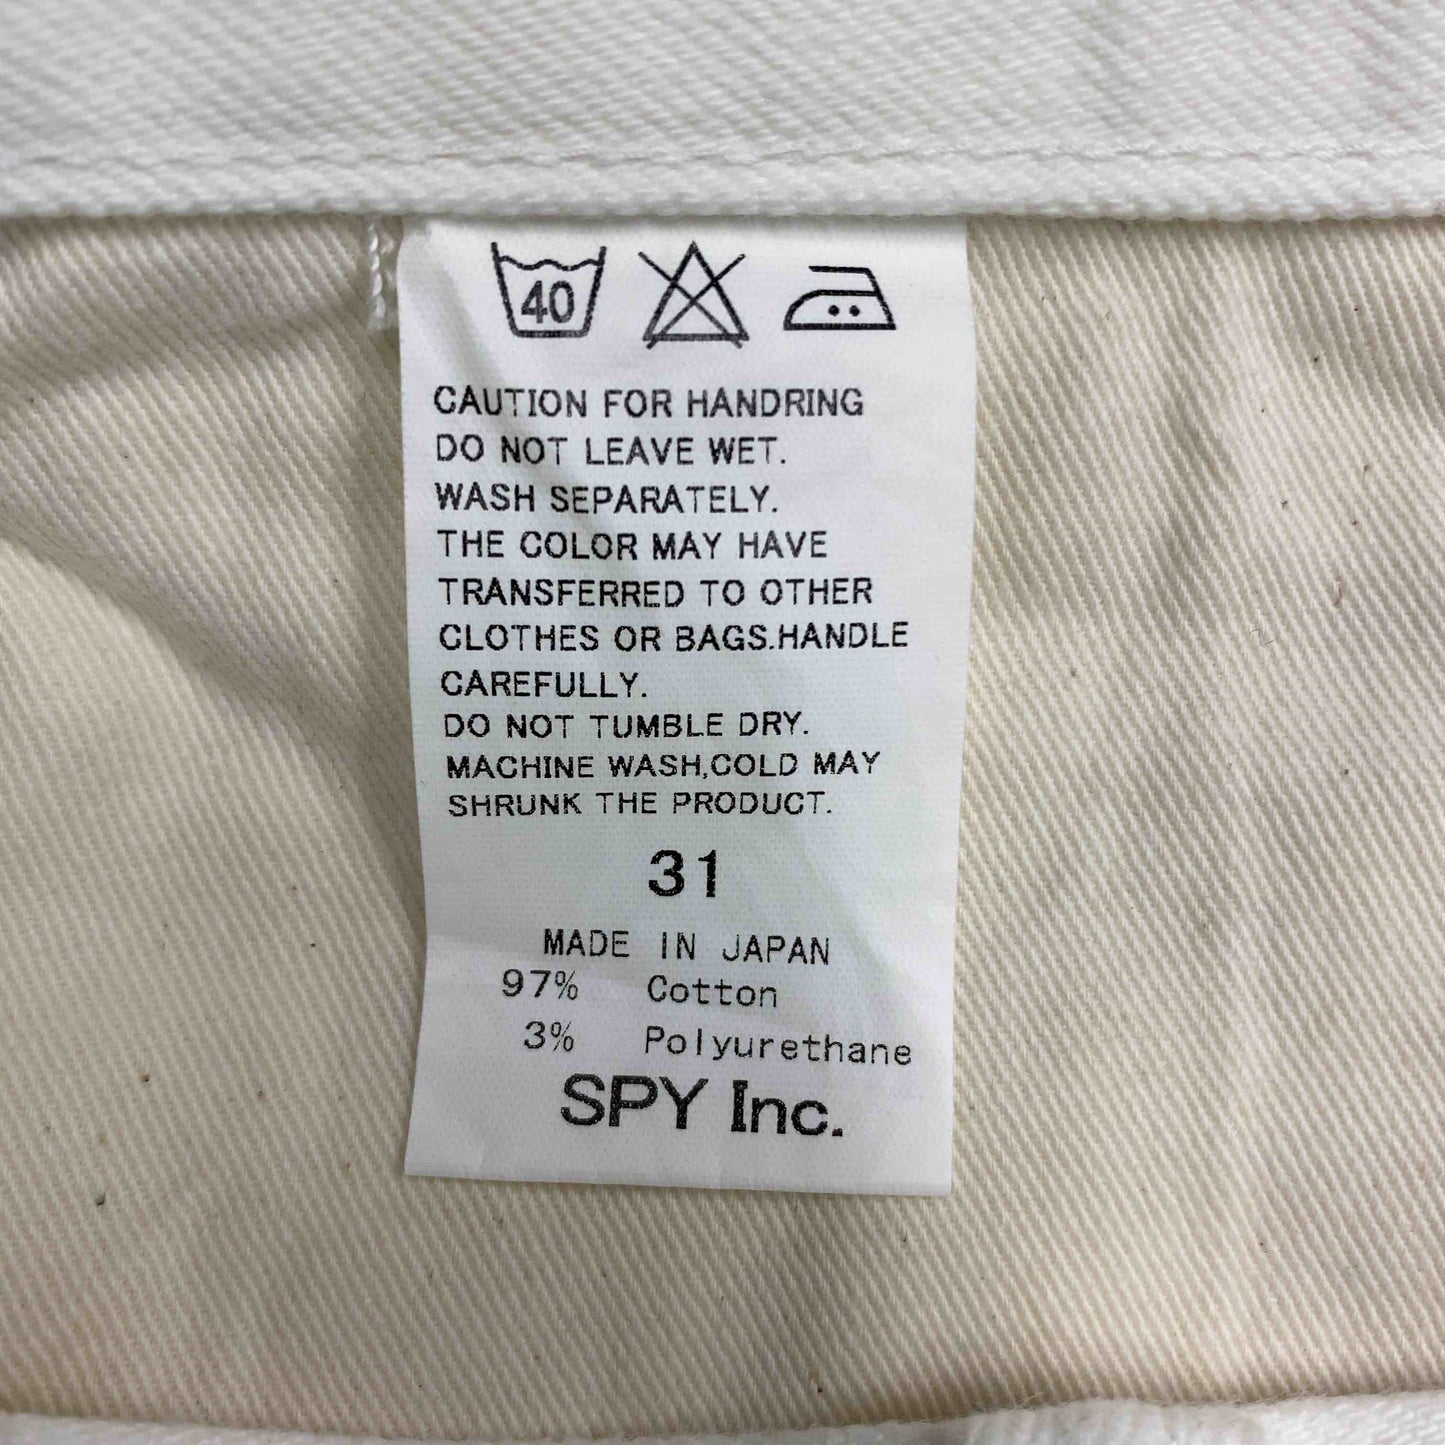 40
CAUTION FOR HANDRING
DO NOT LEAVE WET.
WASH SEPARATELY.
THE COLOR MAY HAVE
TRANSFERRED TO OTHER
CLOTHES OR BAGS.HANDLE
CAREFULLY.
DO NOT TUMBLE DRY.
MACHINE WASH,COLD MAY
SHRUNK THE PRODUCT.
31
MADE IN JAPAN
97% Cotton
3% Polyurethane
SPY Inc.